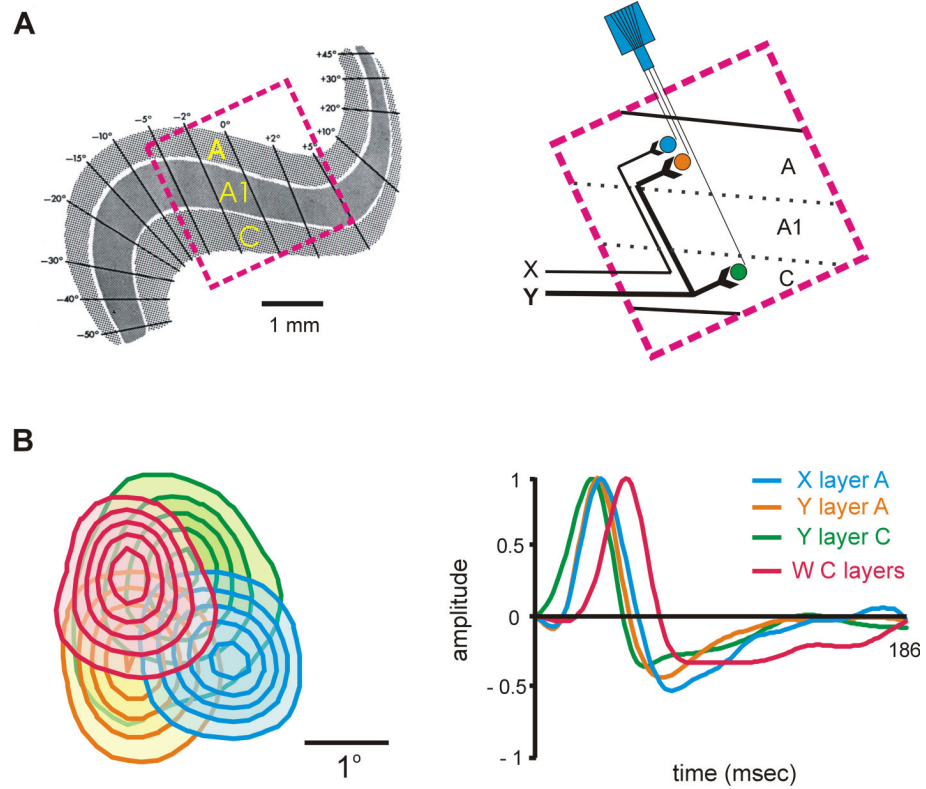 A
+45°
+30°
+20°
+10°
+5°
+2°
0°
−2°
−5°
−10°
−15°
−20°
−30°
−40°
−50°
A
A1
C
1 mm
A
A1
C
X
Y
B
1°
amplitude
1
0.5
0
- 0.5
- 1
186
time (msec)
X layer A
Y layer A
Y layer C
W C layers